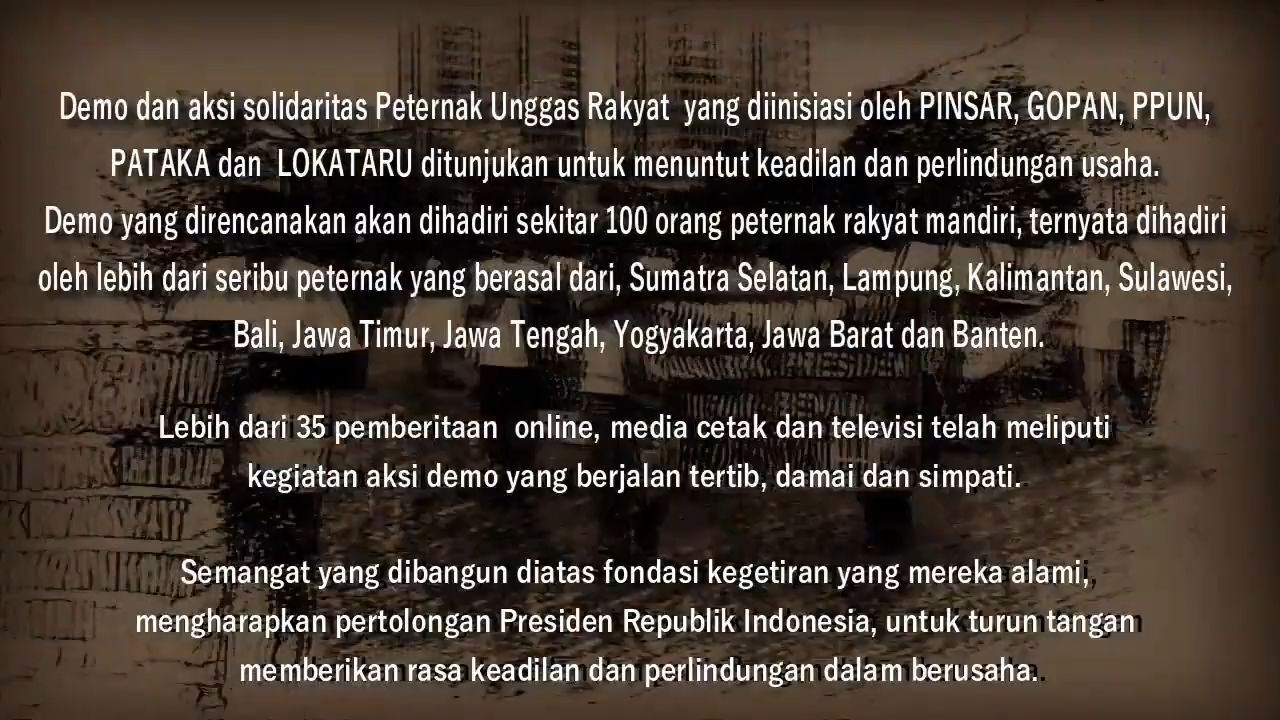 Demo dan aksi solidaritas Peternak Unggas Rakyat yang diinisiasi oleh PINSAR, GOPAN, PPUN,
PATAKA dan LOKATARU ditunjukan untuk menuntut keadilan dan perlindungan usaha.
Demo yang direncanakan akan dihadiri sekitar 100 orang peternak rakyat mandiri, ternyata dihadiri
oleh lebih dari seribu peternak yang berasal dari, Sumatra Selatan, Lampung, Kalimantan, Sulawesi,
Bali, Jawa Timur, Jawa Tengah, Yogyakarta, Jawa Barat dan Banten.
Lebih dari 35 pemberitaan online, media cetak dan televisi telah meliputi
kegiatan aksi demo yang berjalan tertib, damai dan simpati.
Semangat yang dibangun diatas fondasi kegetiran yang mereka alami,
mengharapkan pertolongan Presiden Republik Indonesia, untuk turun tangan
memberikan rasa keadilan dan perlindungan dalam berusaha.